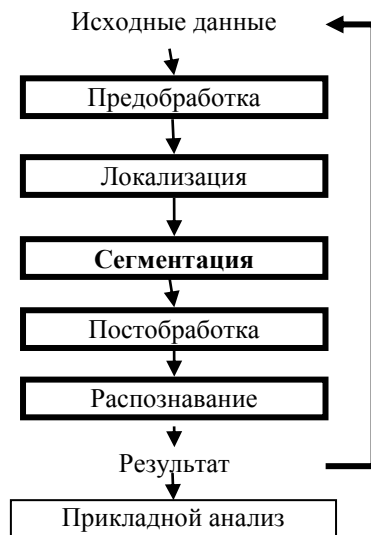 Исходные данные
Предобработка
Локализация
Сегментация
Постобработка
Распознавание
Результат
Прикладной анализ